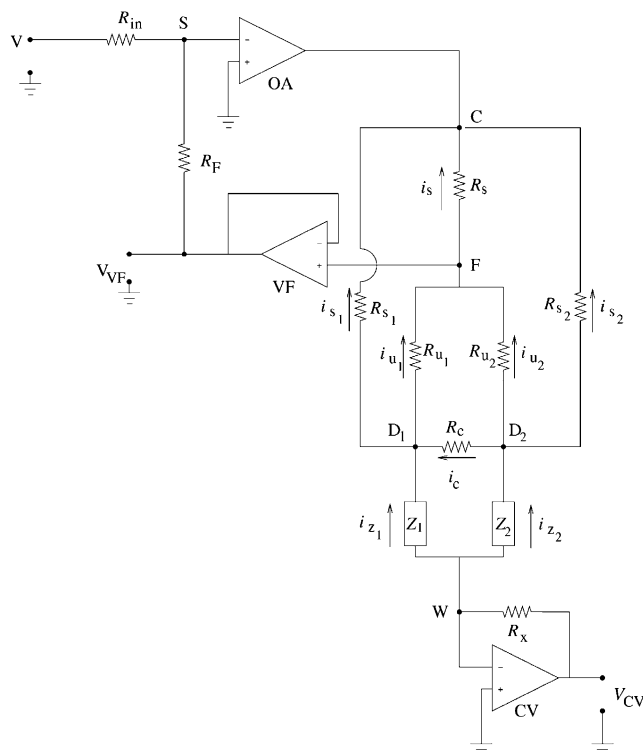 V
R_in
S
−
+
OA
C
R_F
i_s
R_s
V_VF
−
+
VF
F
i_s1
R_s1
R_s2
i_s2
i_u1
R_u1
R_u2
i_u2
D_1
R_c
D_2
i_c
i_z1
Z_1
Z_2
i_z2
W
R_x
−
+
CV
V_CV